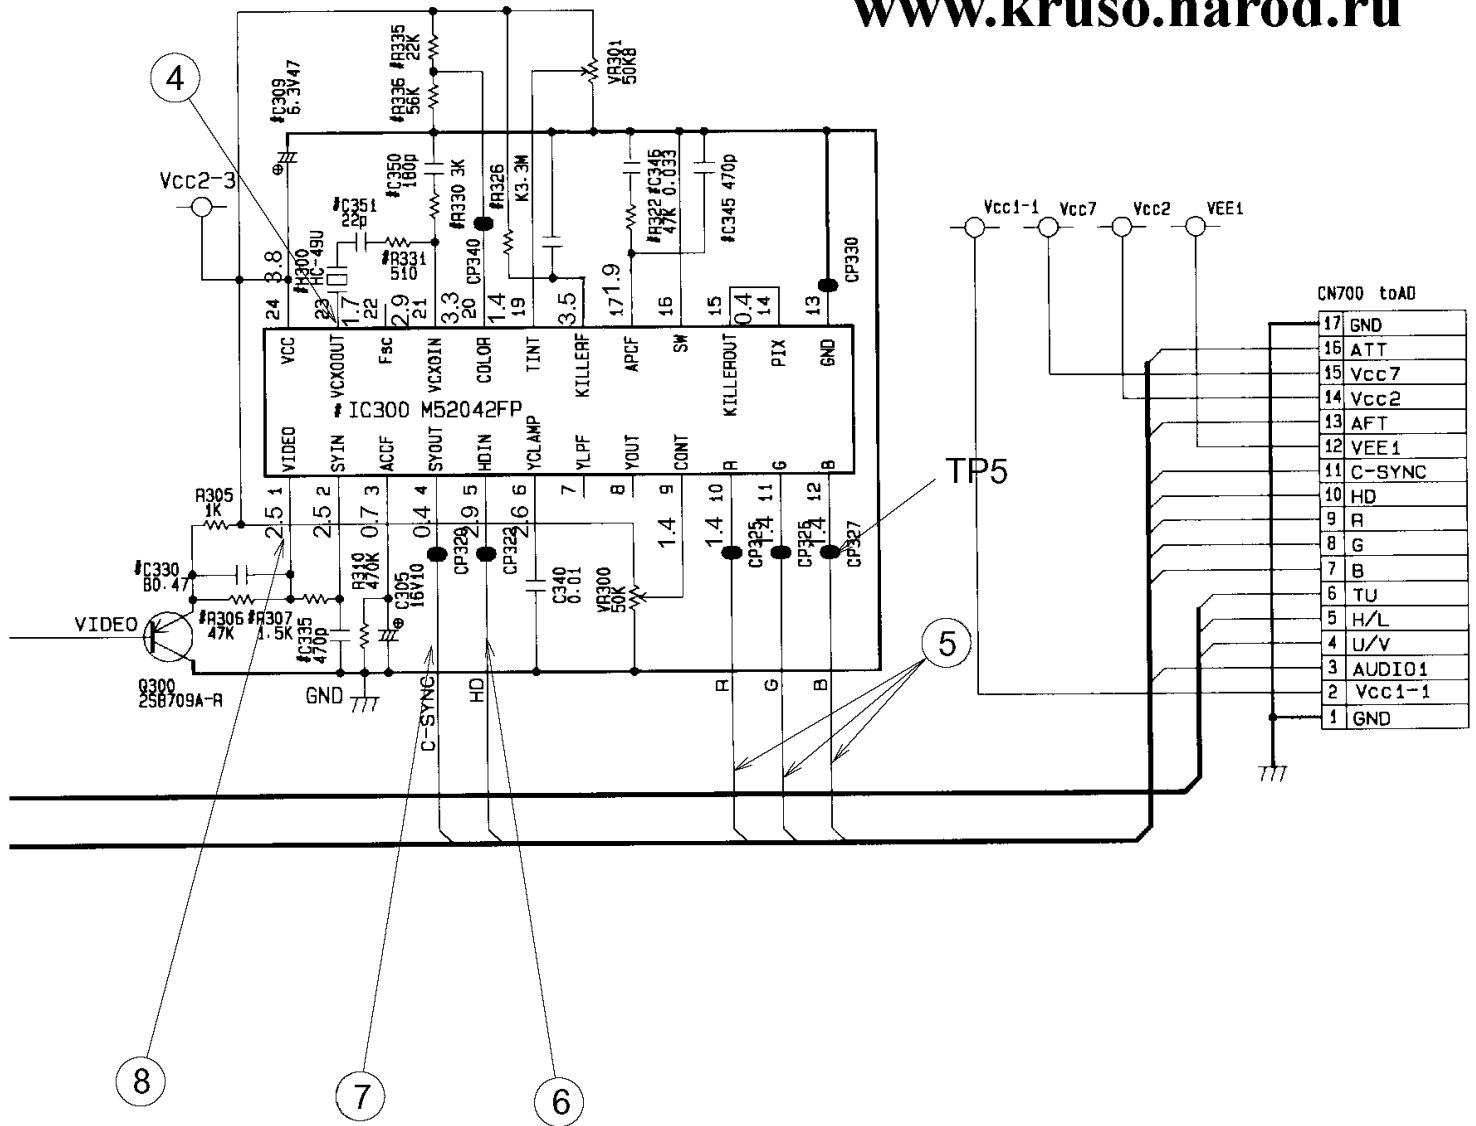 www.kruso.narod.ru
4
#C309
6.3V47
#R335
22K
#R336
56K
VR301
50KB
Vcc2-3
#C351
22p
#C350
180p
#R330 3K
#R326
K3.3M
#R322
47K
#C346
0.033
#C345 470p
HC-49U
#R331
510
CP340
CP330
3.8
1.7
2.9
3.3
1.4
3.5
1.9
0.4
24
23
22
21
20
19
17
16
15
14
13
VCC
VCXOOUT
Fsc
VCXOIN
COLOR
TINT
KILLERF
APCF
SW
KILLEROUT
PIX
GND
# IC300 M52042FP
VIDEO
SYIN
ACCF
SYOUT
HDIN
YCLAMP
YLPF
YOUT
CONT
R
G
B
1
2
3
4
5
6
7
8
9
10
11
12
2.5
2.5
0.7
0.4
2.9
2.6
1.4
1.4
1.4
1.4
TP5
R305
1K
#C330
B0.47
#R306
47K
#R307
1.5K
#C335
470p
R310
470K
C305
16V10
CP320
CP322
C340
0.01
VR300
50K
CP325
CP327
VIDEO
Q300
2SB709A-R
GND
C-SYNC
HD
R
G
B
5
Vcc1-1
Vcc7
Vcc2
VEE1
CN700 toAD
17 GND
16 ATT
15 Vcc7
14 Vcc2
13 AFT
12 VEE1
11 C-SYNC
10 HD
9 R
8 G
7 B
6 TU
5 H/L
4 U/V
3 AUDIO1
2 Vcc1-1
1 GND
8
7
6